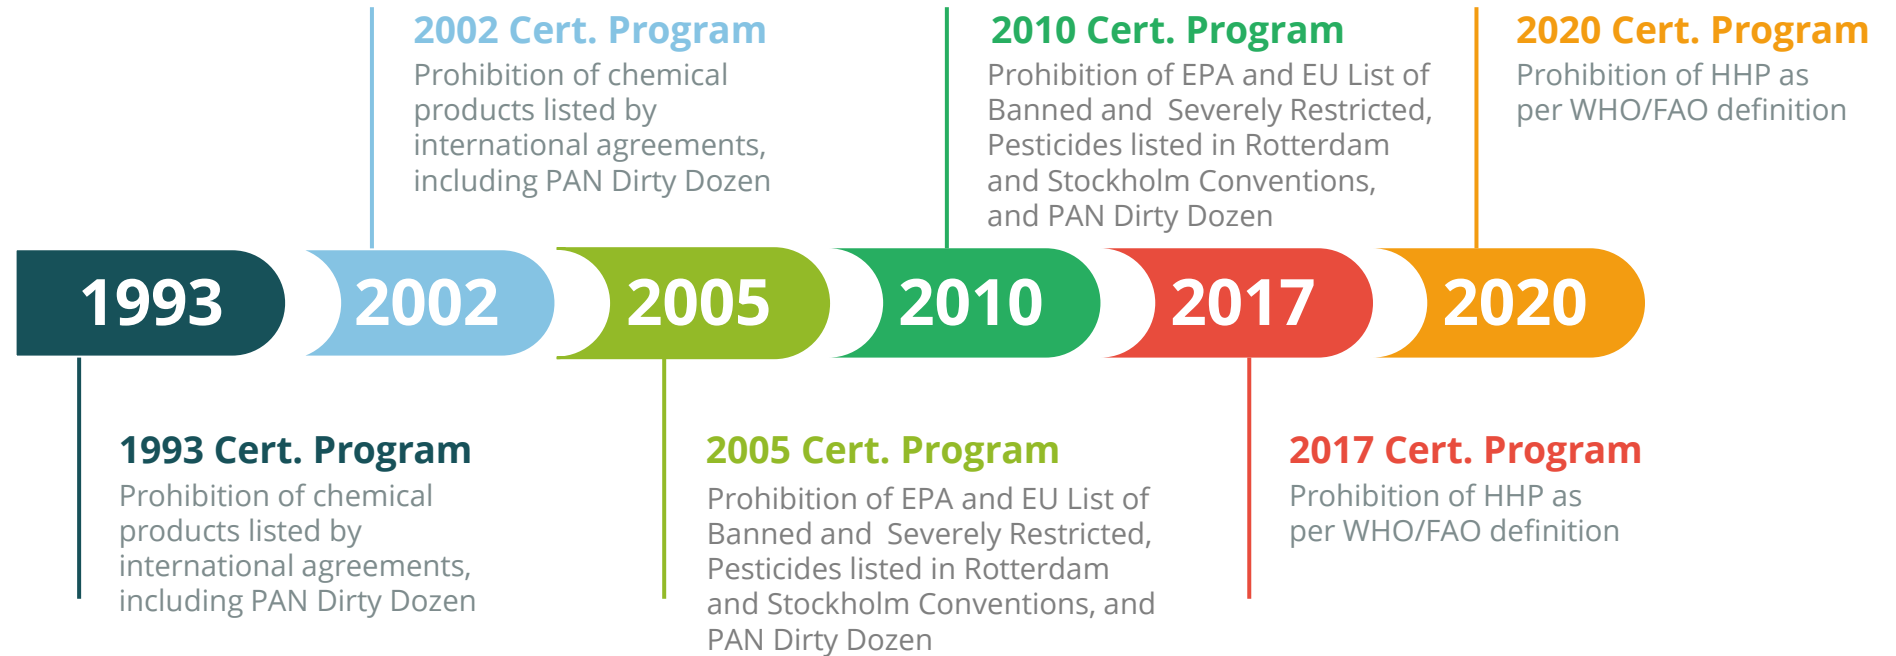 2002 Cert. Program
Prohibition of chemical
products listed by
international agreements,
including PAN Dirty Dozen
2010 Cert. Program
Prohibition of EPA and EU List of
Banned and  Severely Restricted,
Pesticides listed in Rotterdam
and Stockholm Conventions,
and PAN Dirty Dozen
2020 Cert. Program
Prohibition of HHP as
per WHO/FAO definition
1993
2002
2005
2010
2017
2020
1993 Cert. Program
Prohibition of chemical
products listed by
international agreements,
including PAN Dirty Dozen
2005 Cert. Program
Prohibition of EPA and EU List of
Banned and  Severely Restricted,
Pesticides listed in Rotterdam
and Stockholm Conventions, and
PAN Dirty Dozen
2017 Cert. Program
Prohibition of HHP as
per WHO/FAO definition